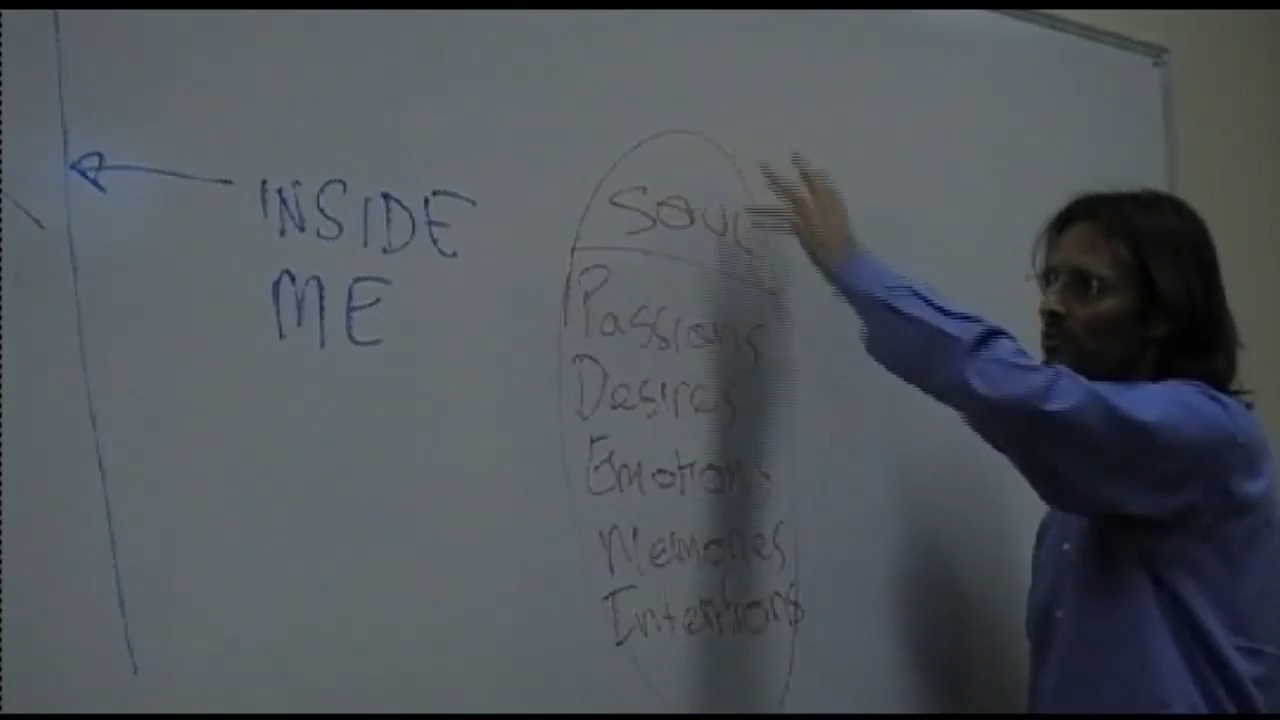 INSIDE
ME
SOUL
Passions
Desires
Emotions
Memories
Intentions